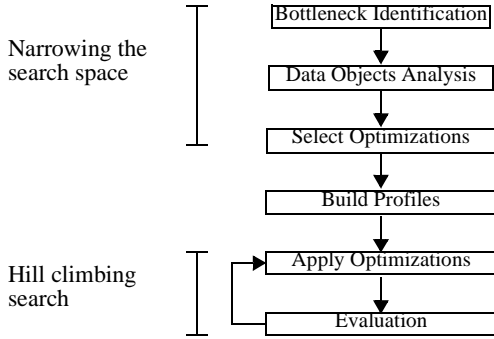 Bottleneck Identification
Narrowing the
search space
Data Objects Analysis
Select Optimizations
Build Profiles
Apply Optimizations
Hill climbing
search
Evaluation